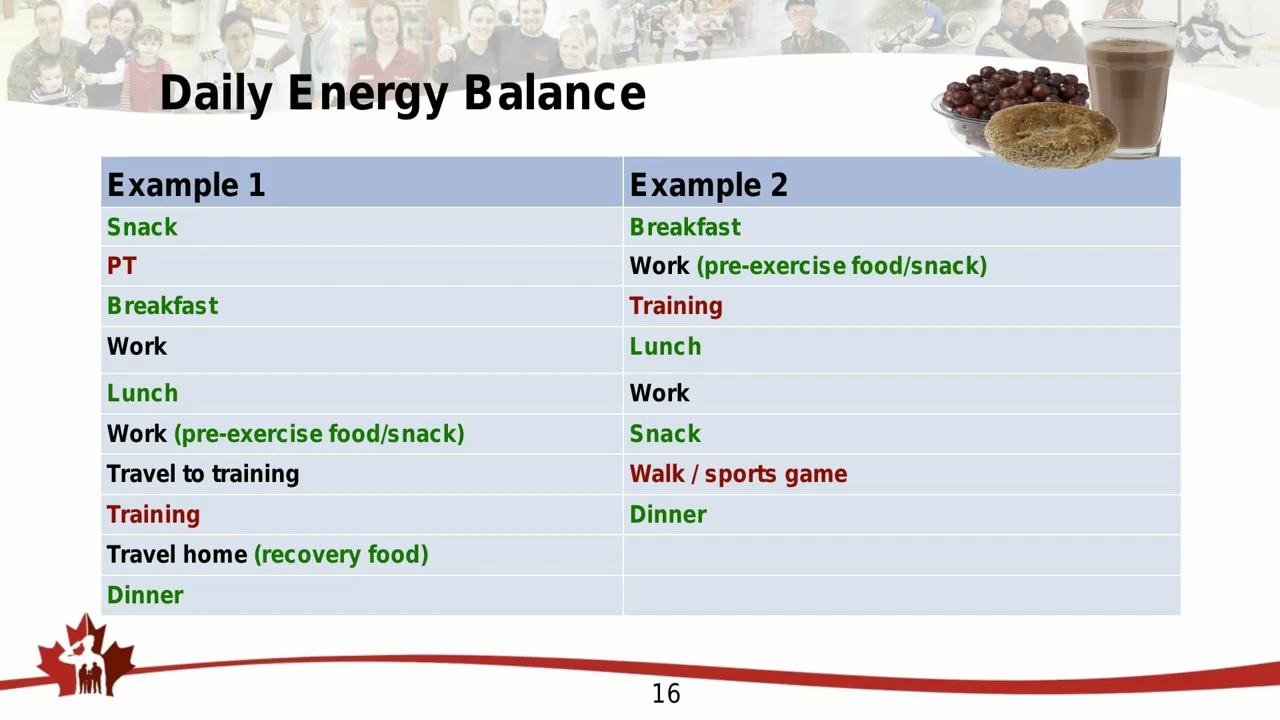 Daily Energy Balance
Example 1
Example 2
Snack
Breakfast
PT
Work (pre-exercise food/snack)
Breakfast
Training
Work
Lunch
Lunch
Work
Work (pre-exercise food/snack)
Snack
Travel to training
Walk / sports game
Training
Dinner
Travel home (recovery food)
Dinner
16